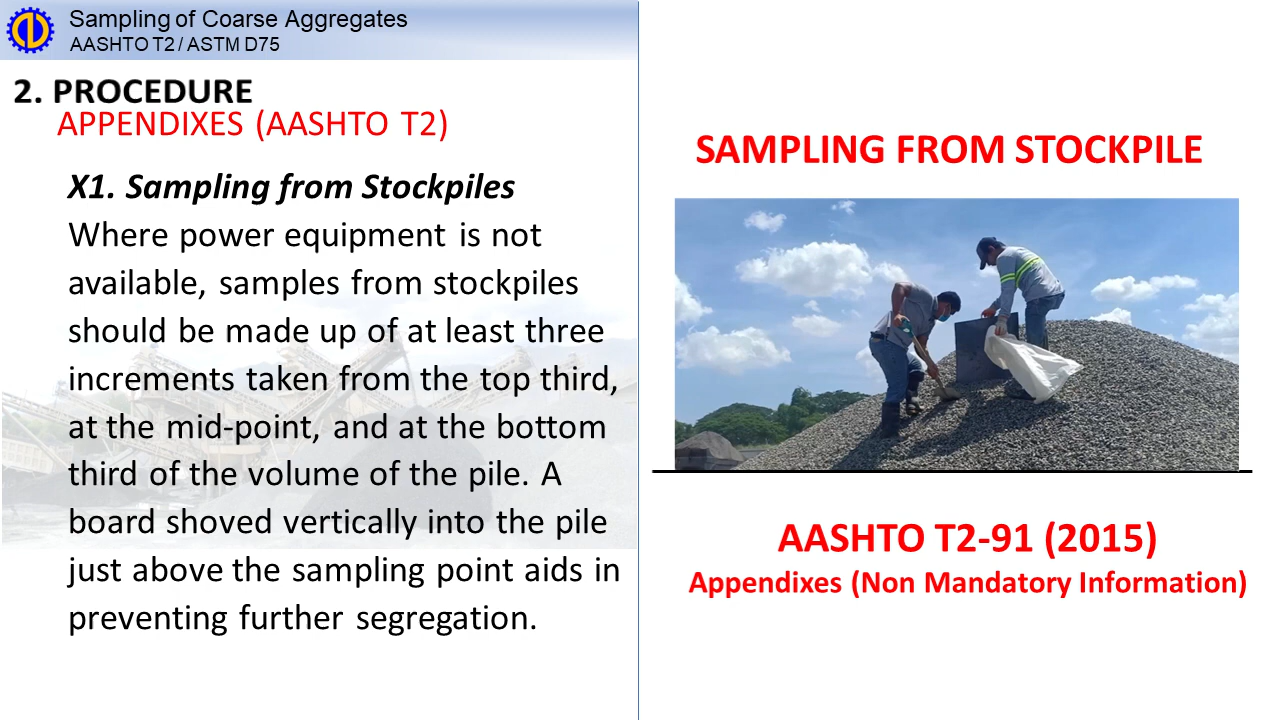 Sampling of Coarse Aggregates
AASHTO T2 / ASTM D75
2. PROCEDURE
APPENDIXES (AASHTO T2)
X1. Sampling from Stockpiles
Where power equipment is not
available, samples from stockpiles
should be made up of at least three
increments taken from the top third,
at the mid-point, and at the bottom
third of the volume of the pile. A
board shoved vertically into the pile
just above the sampling point aids in
preventing further segregation.
SAMPLING FROM STOCKPILE
AASHTO T2-91 (2015)
Appendixes (Non Mandatory Information)